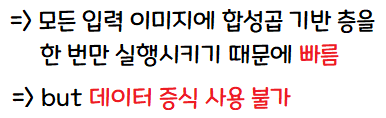 => 모든 입력 이미지에 합성곱 기반 층을
한 번만 실행시키기 때문에 빠름
=> but 데이터 증식 사용 불가